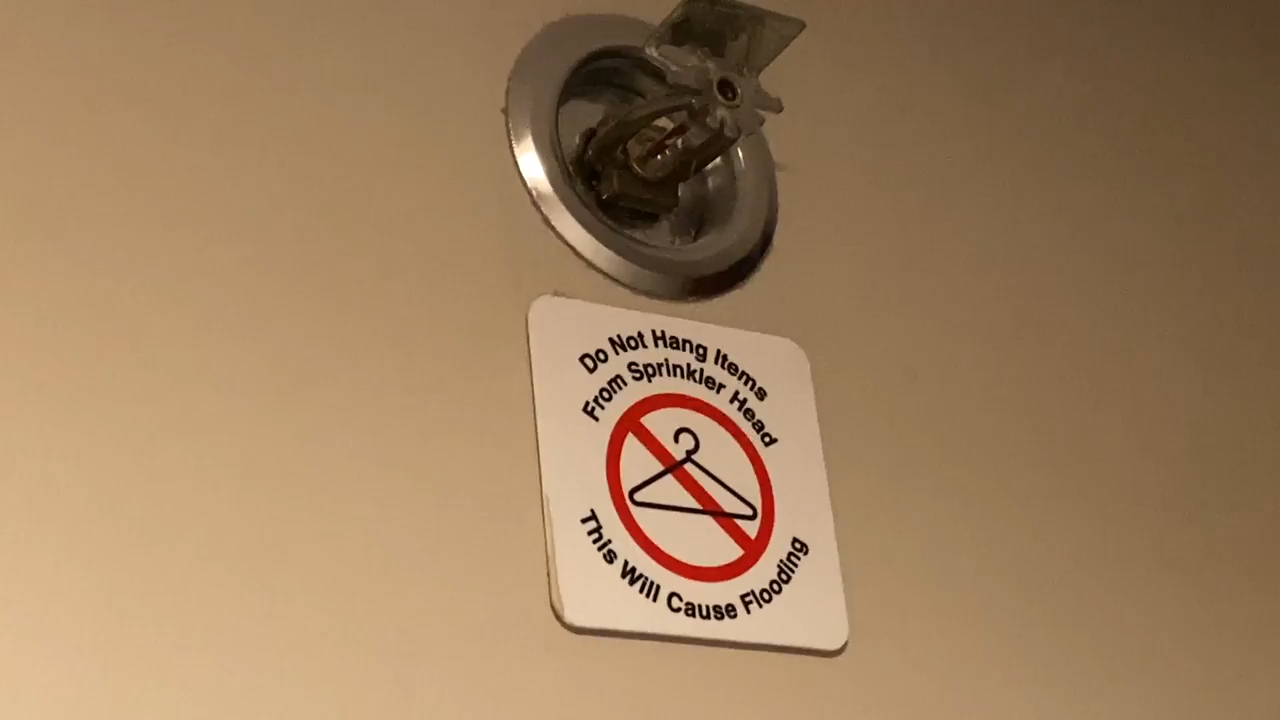 Do Not Hang Items
From Sprinkler Head
This Will Cause Flooding